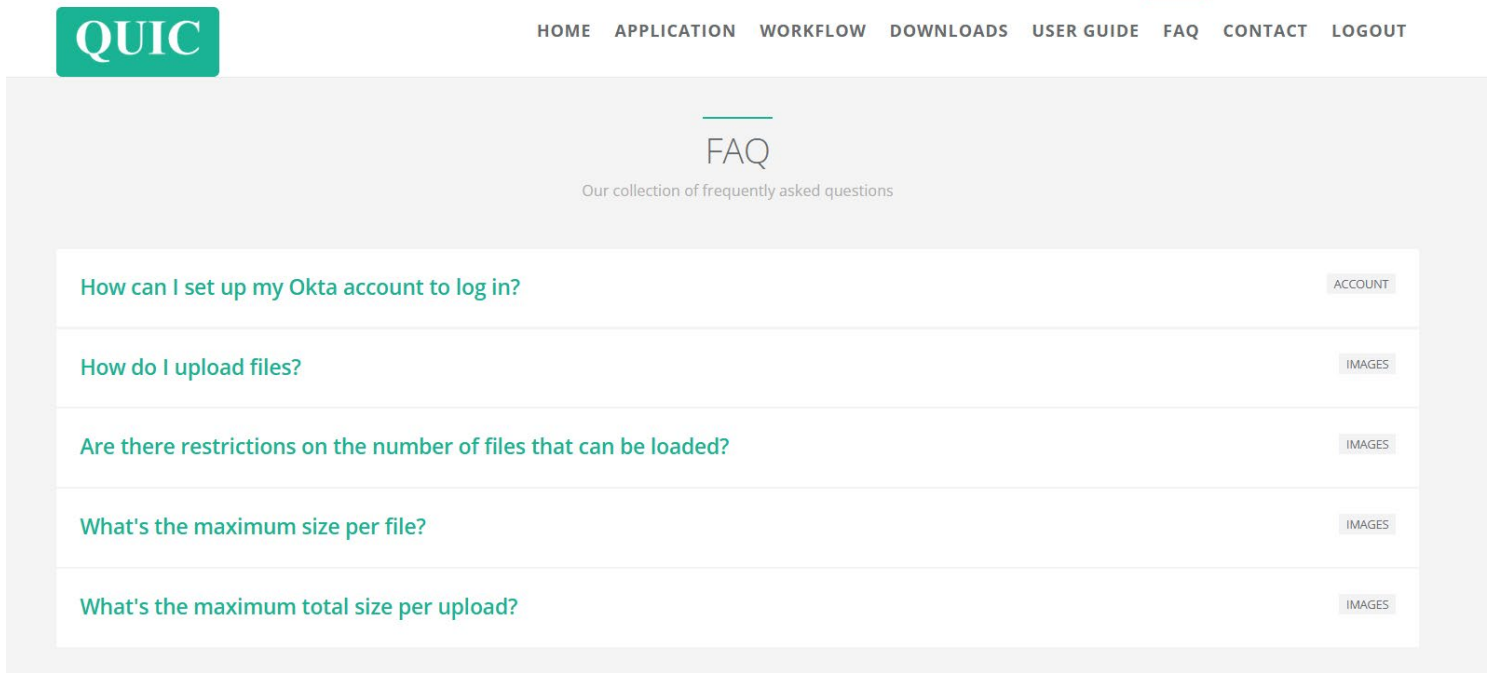 QUIC
HOME APPLICATION WORKFLOW DOWNLOADS USER GUIDE FAQ CONTACT LOGOUT
FAQ
Our collection of frequently asked questions
How can I set up my Okta account to log in? ACCOUNT
How do I upload files? IMAGES
Are there restrictions on the number of files that can be loaded? IMAGES
What's the maximum size per file? IMAGES
What's the maximum total size per upload? IMAGES